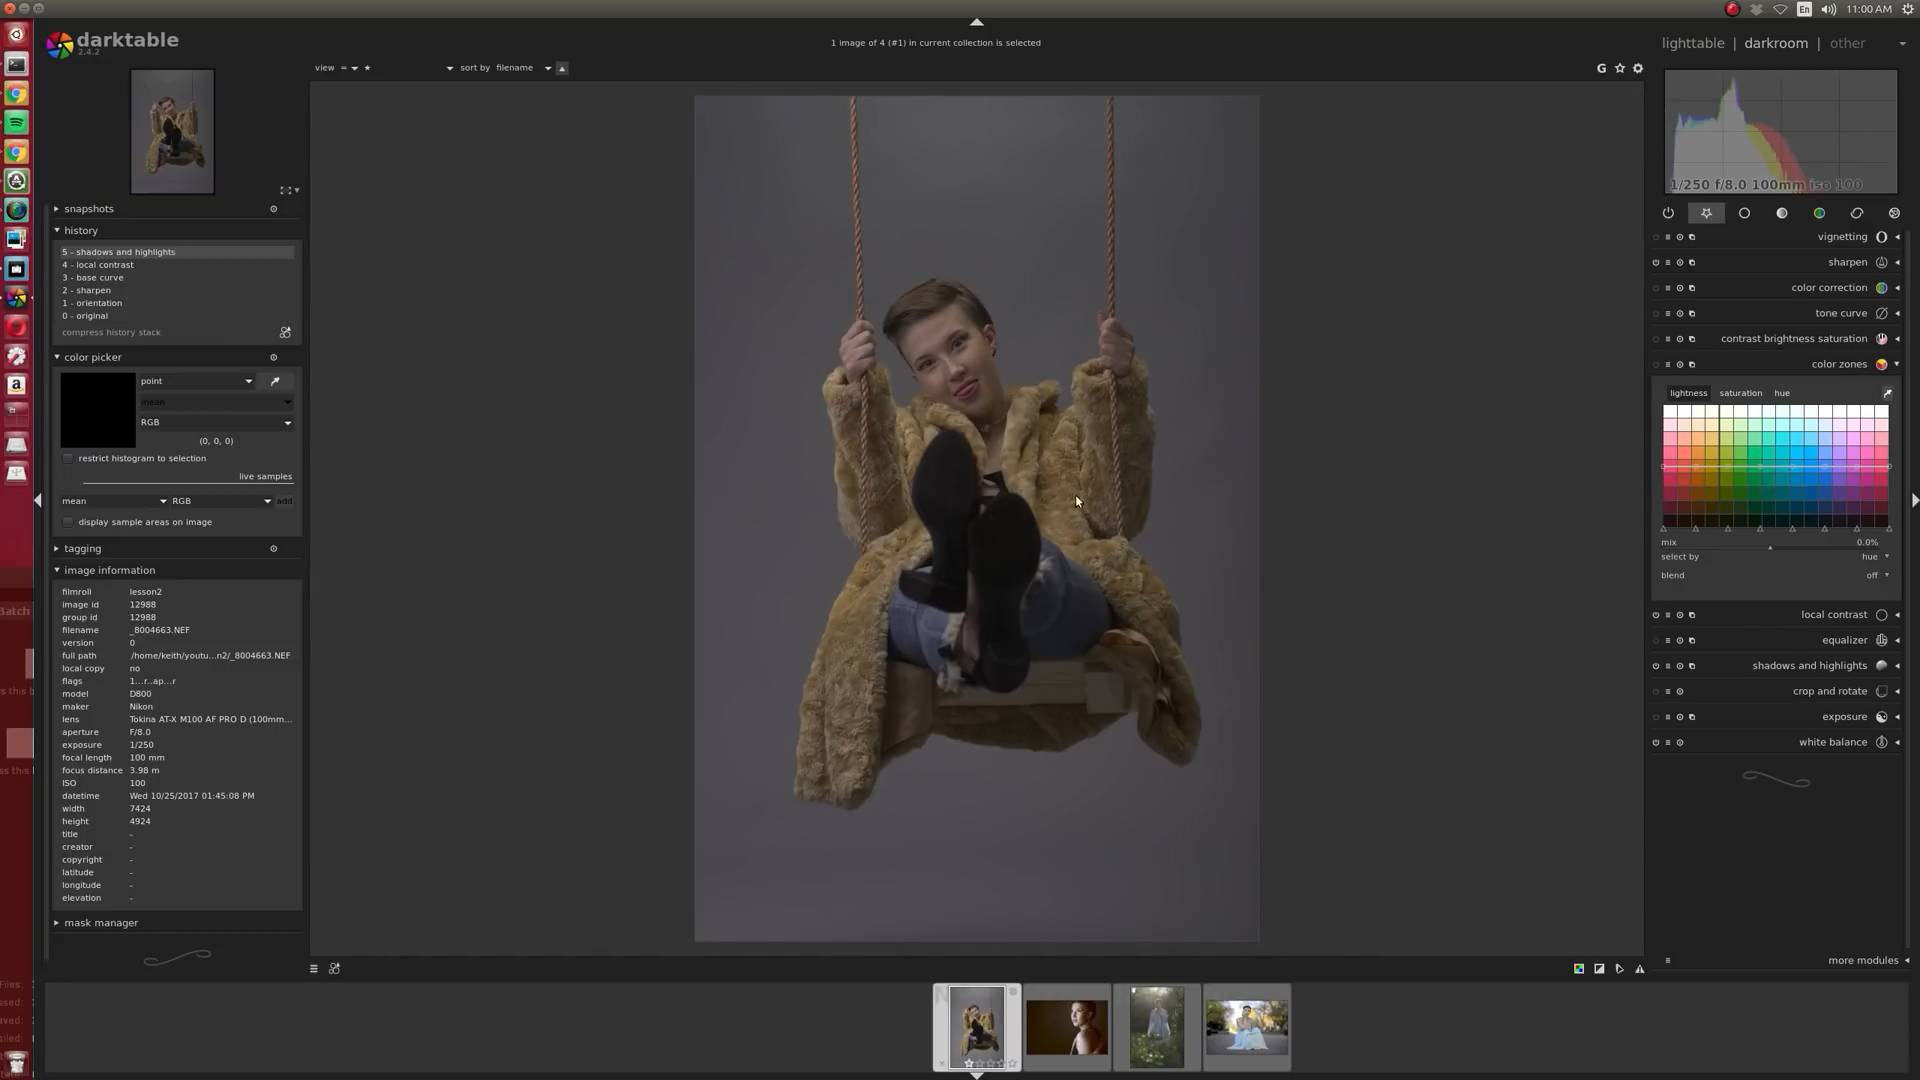 En
11:00 AM
darktable
2.4.2
1 image of 4 (#1) in current collection is selected
lighttable | darkroom | other
view = ★ sort by filename
G
1/250 f/8.0 100mm iso 100
snapshots
history
5 - shadows and highlights
4 - local contrast
3 - base curve
2 - sharpen
1 - orientation
0 - original
compress history stack
color picker
point
mean
RGB
(0, 0, 0)
restrict histogram to selection
live samples
mean RGB add
display sample areas on image
tagging
image information
filmroll lesson2
image id 12988
group id 12988
filename _8004663.NEF
version 0
full path /home/keith/youtu...n2/_8004663.NEF
local copy no
flags 1...r..ap...r
model D800
maker Nikon
lens Tokina AT-X M100 AF PRO D (100mm...
aperture F/8.0
exposure 1/250
focal length 100 mm
focus distance 3.98 m
ISO 100
datetime Wed 10/25/2017 01:45:08 PM
width 7424
height 4924
title -
creator -
copyright -
latitude -
longitude -
elevation -
mask manager
vignetting
sharpen
color correction
tone curve
contrast brightness saturation
color zones
lightness saturation hue
mix 0.0%
select by hue
blend off
local contrast
equalizer
shadows and highlights
crop and rotate
exposure
white balance
more modules
Batch